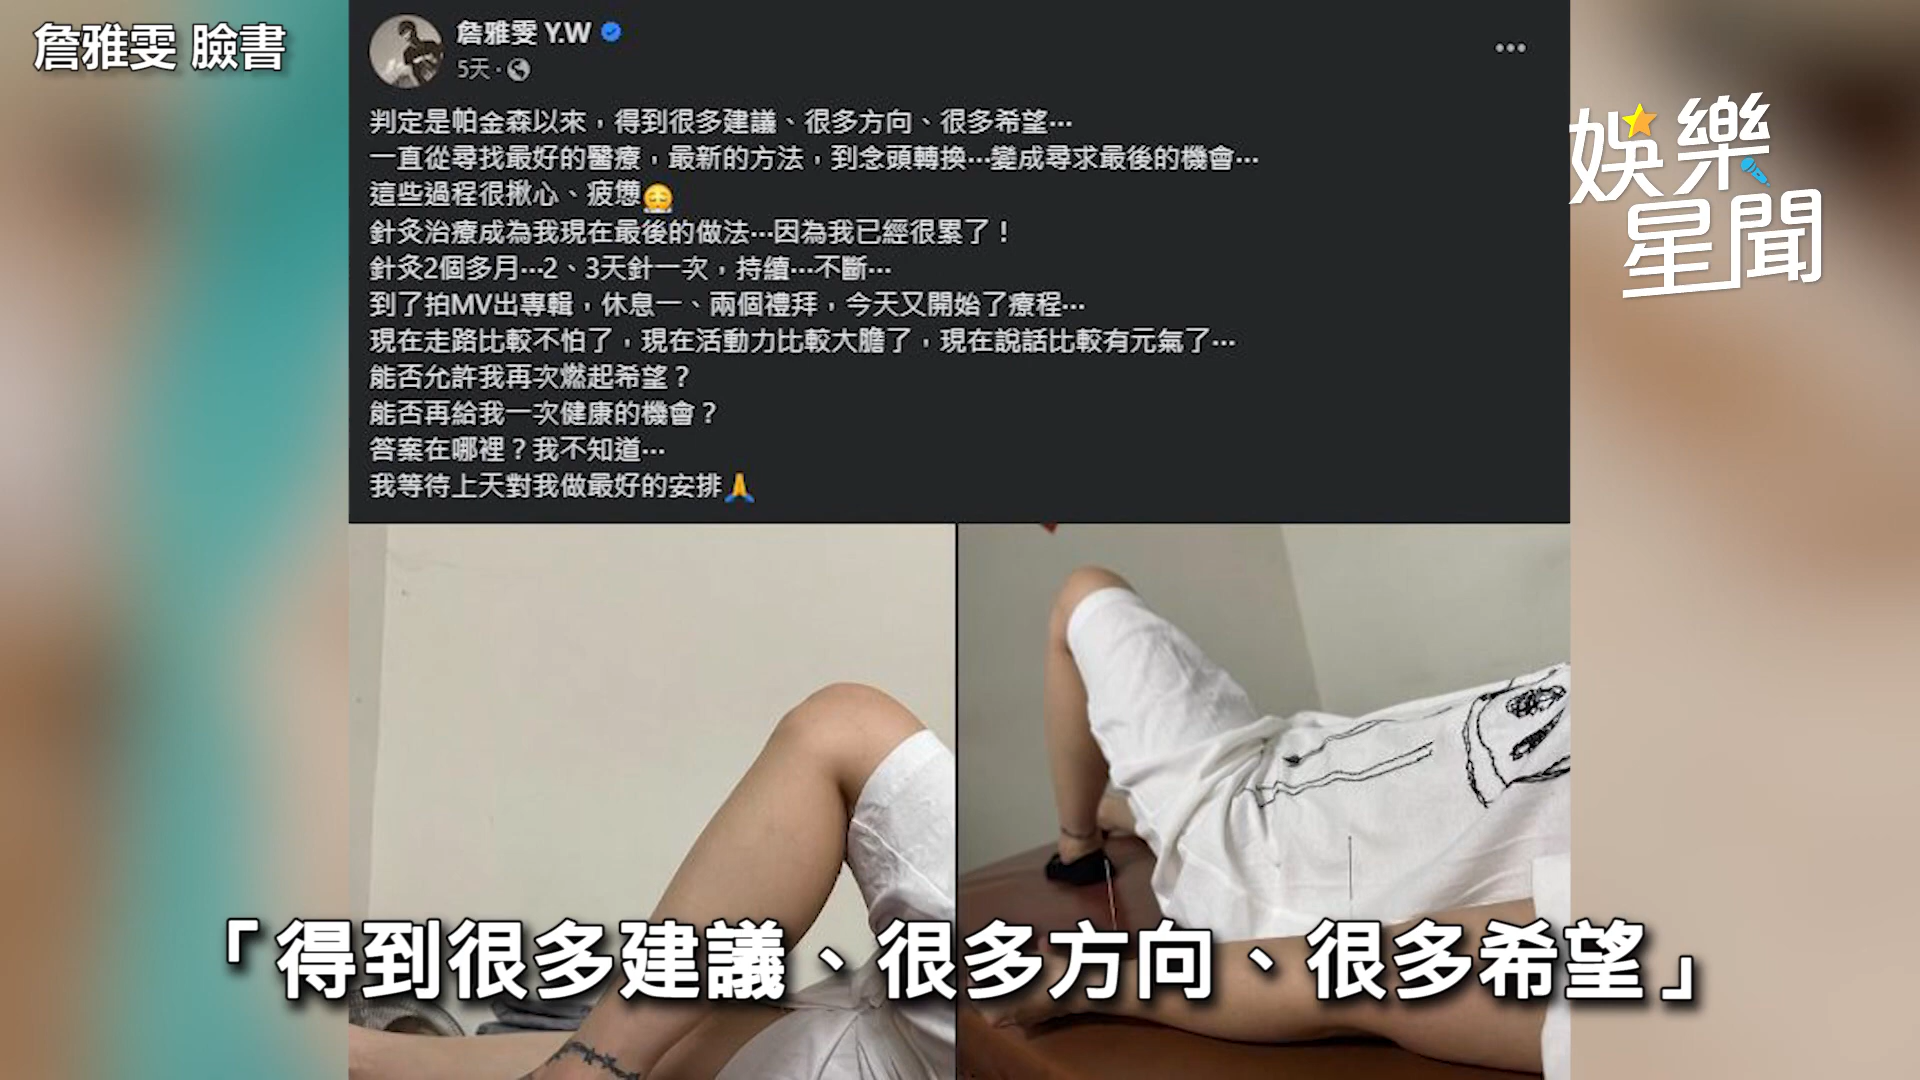 詹雅雯 臉書
詹雅雯 Y.W
5天
判定是帕金森以來，得到很多建議、很多方向、很多希望…
一直從尋找最好的醫療，最新的方法，到念頭轉換…變成尋求最後的機會…
這些過程很揪心、疲憊
針灸治療成為我現在最後的做法…因為我已經很累了！
針灸2個多月…2、3天針一次，持續…不斷…
到了拍MV出專輯，休息一、兩個禮拜，今天又開始了療程…
現在走路比較不怕了，現在活動力比較大膽了，現在說話比較有元氣了…
能否允許我再次燃起希望？
能否再給我一次健康的機會？
答案在哪裡？我不知道…
我等待上天對我做最好的安排🙏
娛樂
星聞
「得到很多建議、很多方向、很多希望」